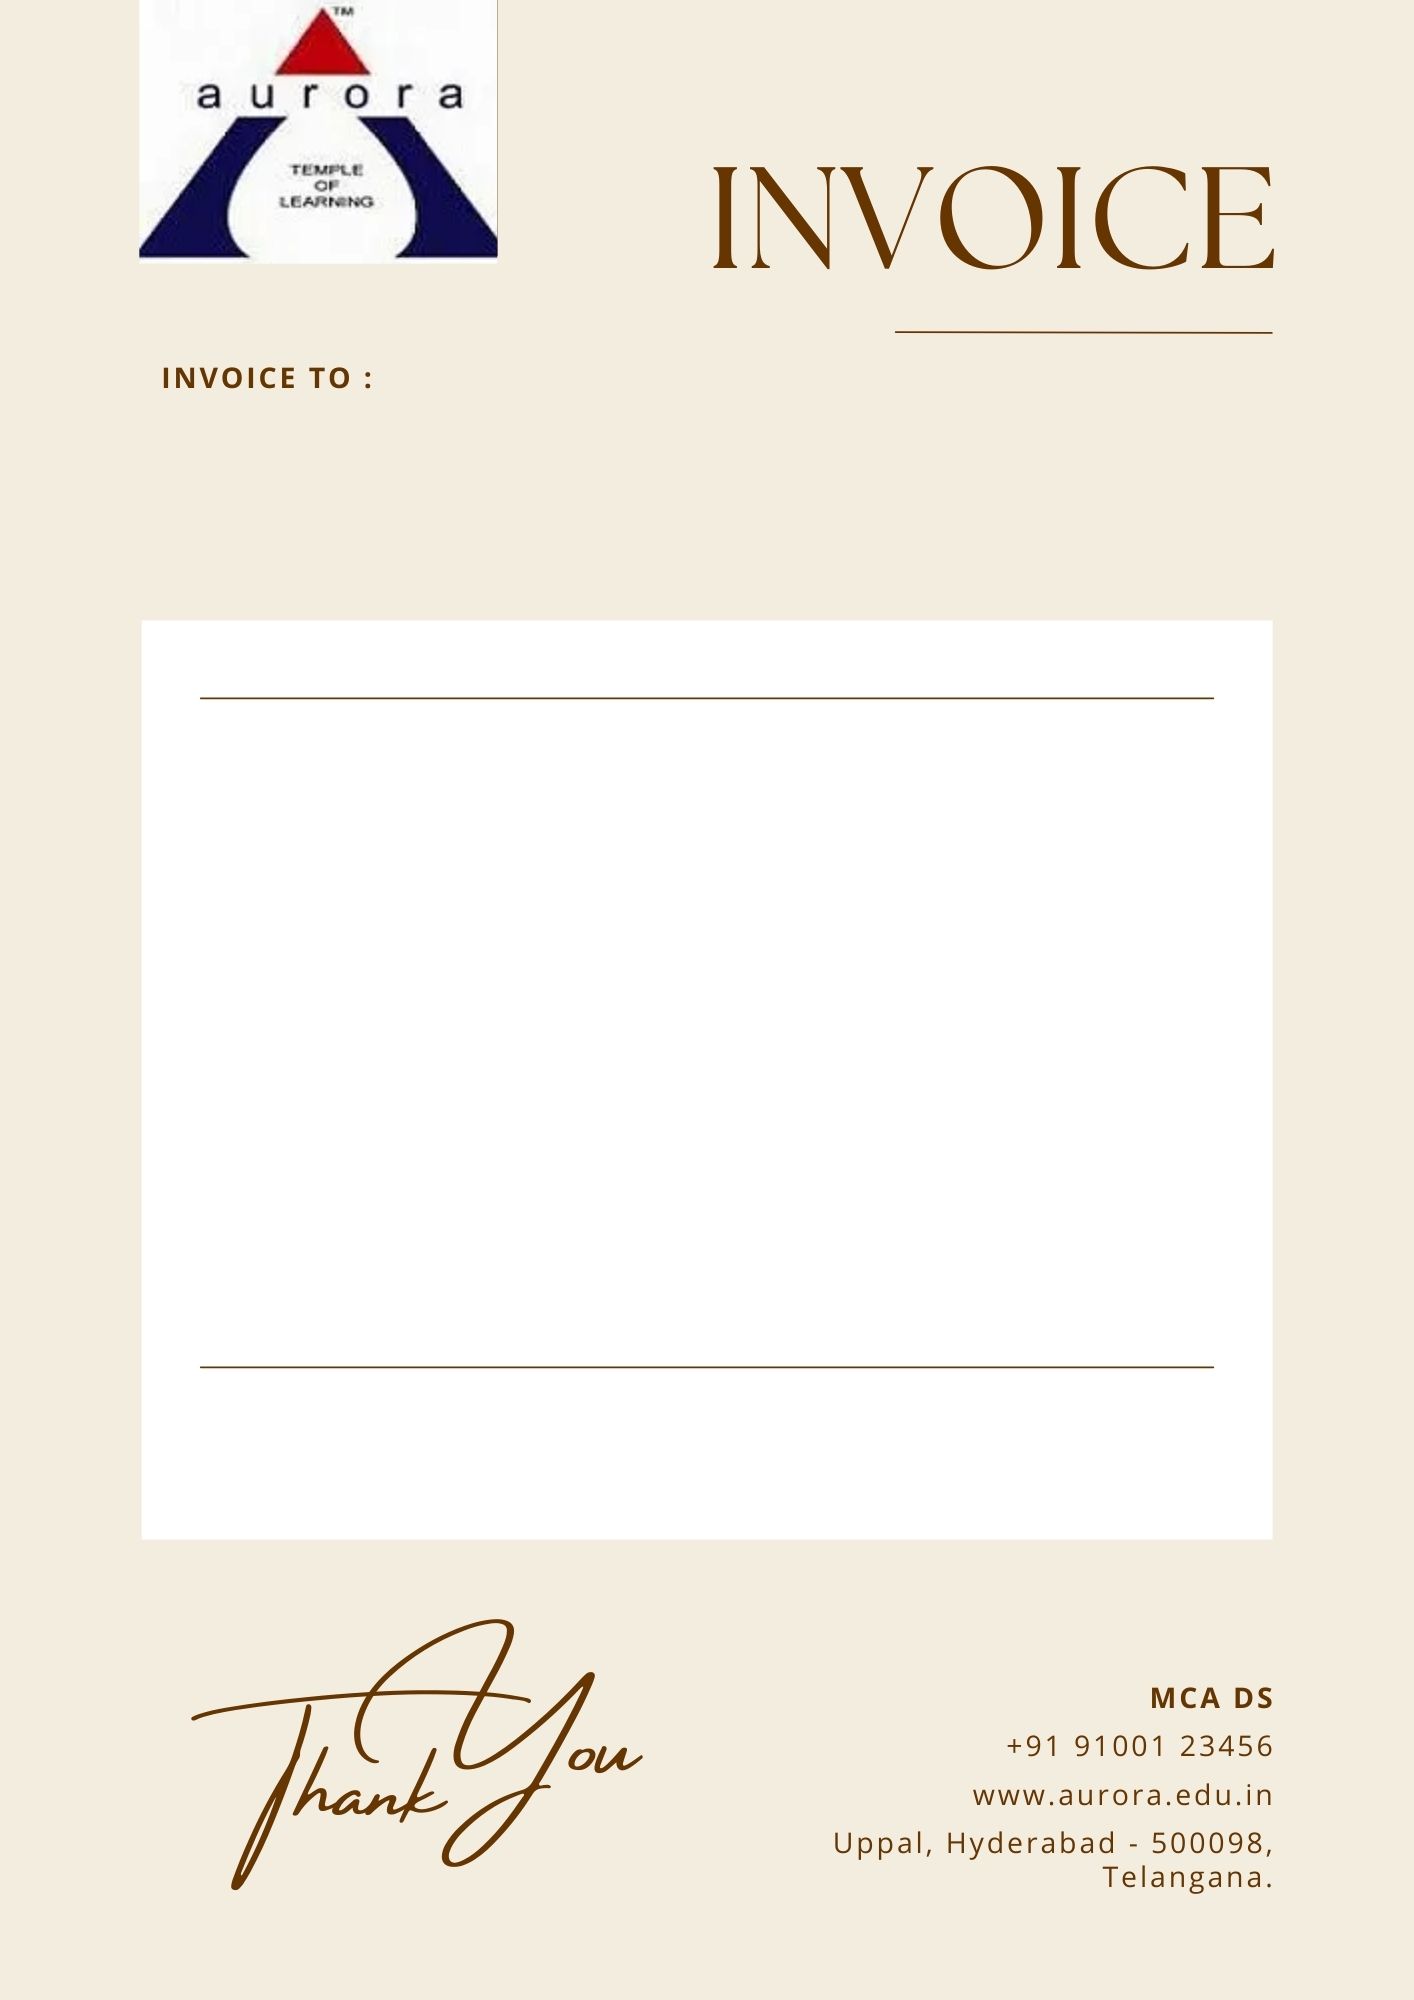 TM
aurora
TEMPLE
OF
LEARNING
INVOICE
INVOICE TO :
Thank You
MCA DS
+91 91001 23456
www.aurora.edu.in
Uppal, Hyderabad - 500098,
Telangana.